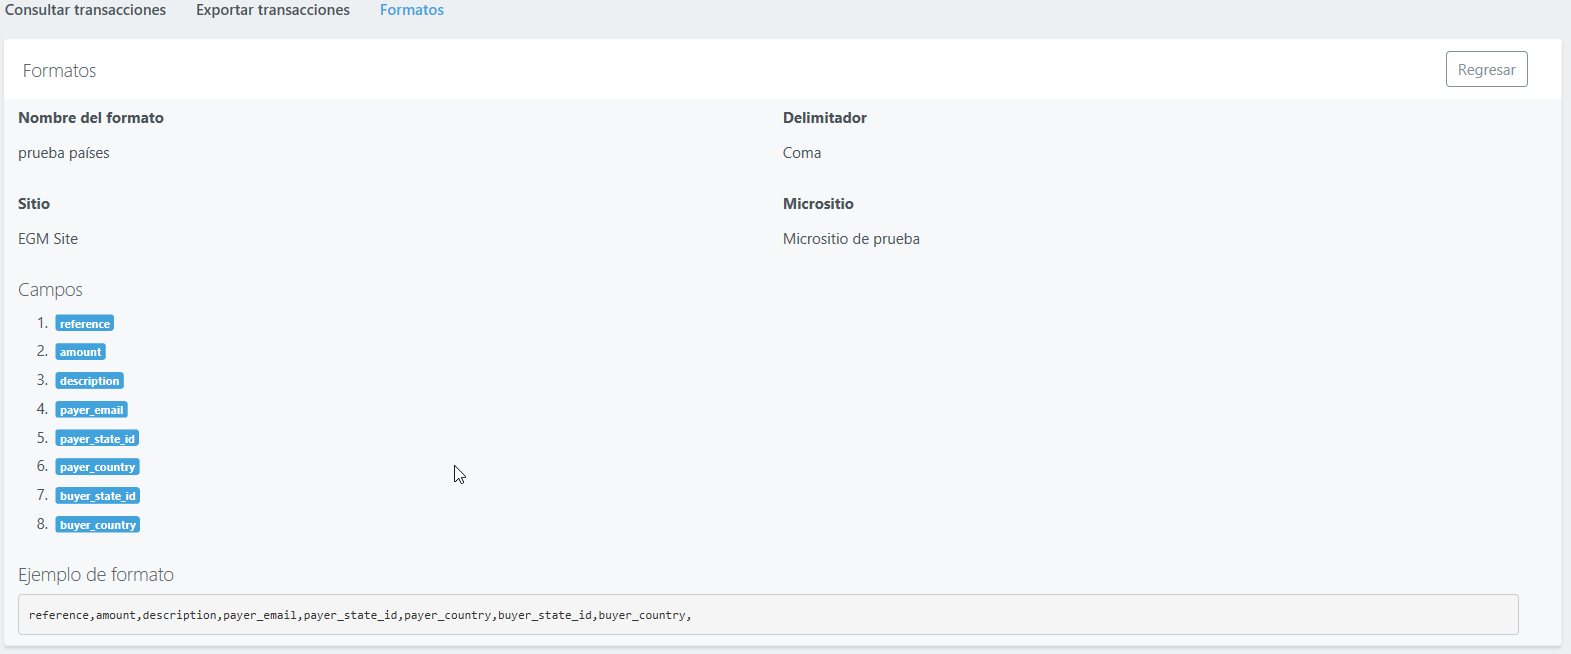 Consultar transacciones Exportar transacciones Formatos
Formatos Regresar
Nombre del formato Delimitador
prueba países Coma
Sitio Micrositio
EGM Site Micrositio de prueba
Campos
1. reference
2. amount
3. description
4. payer_email
5. payer_state_id
6. payer_country
7. buyer_state_id
8. buyer_country
Ejemplo de formato
reference,amount,description,payer_email,payer_state_id,payer_country,buyer_state_id,buyer_country,